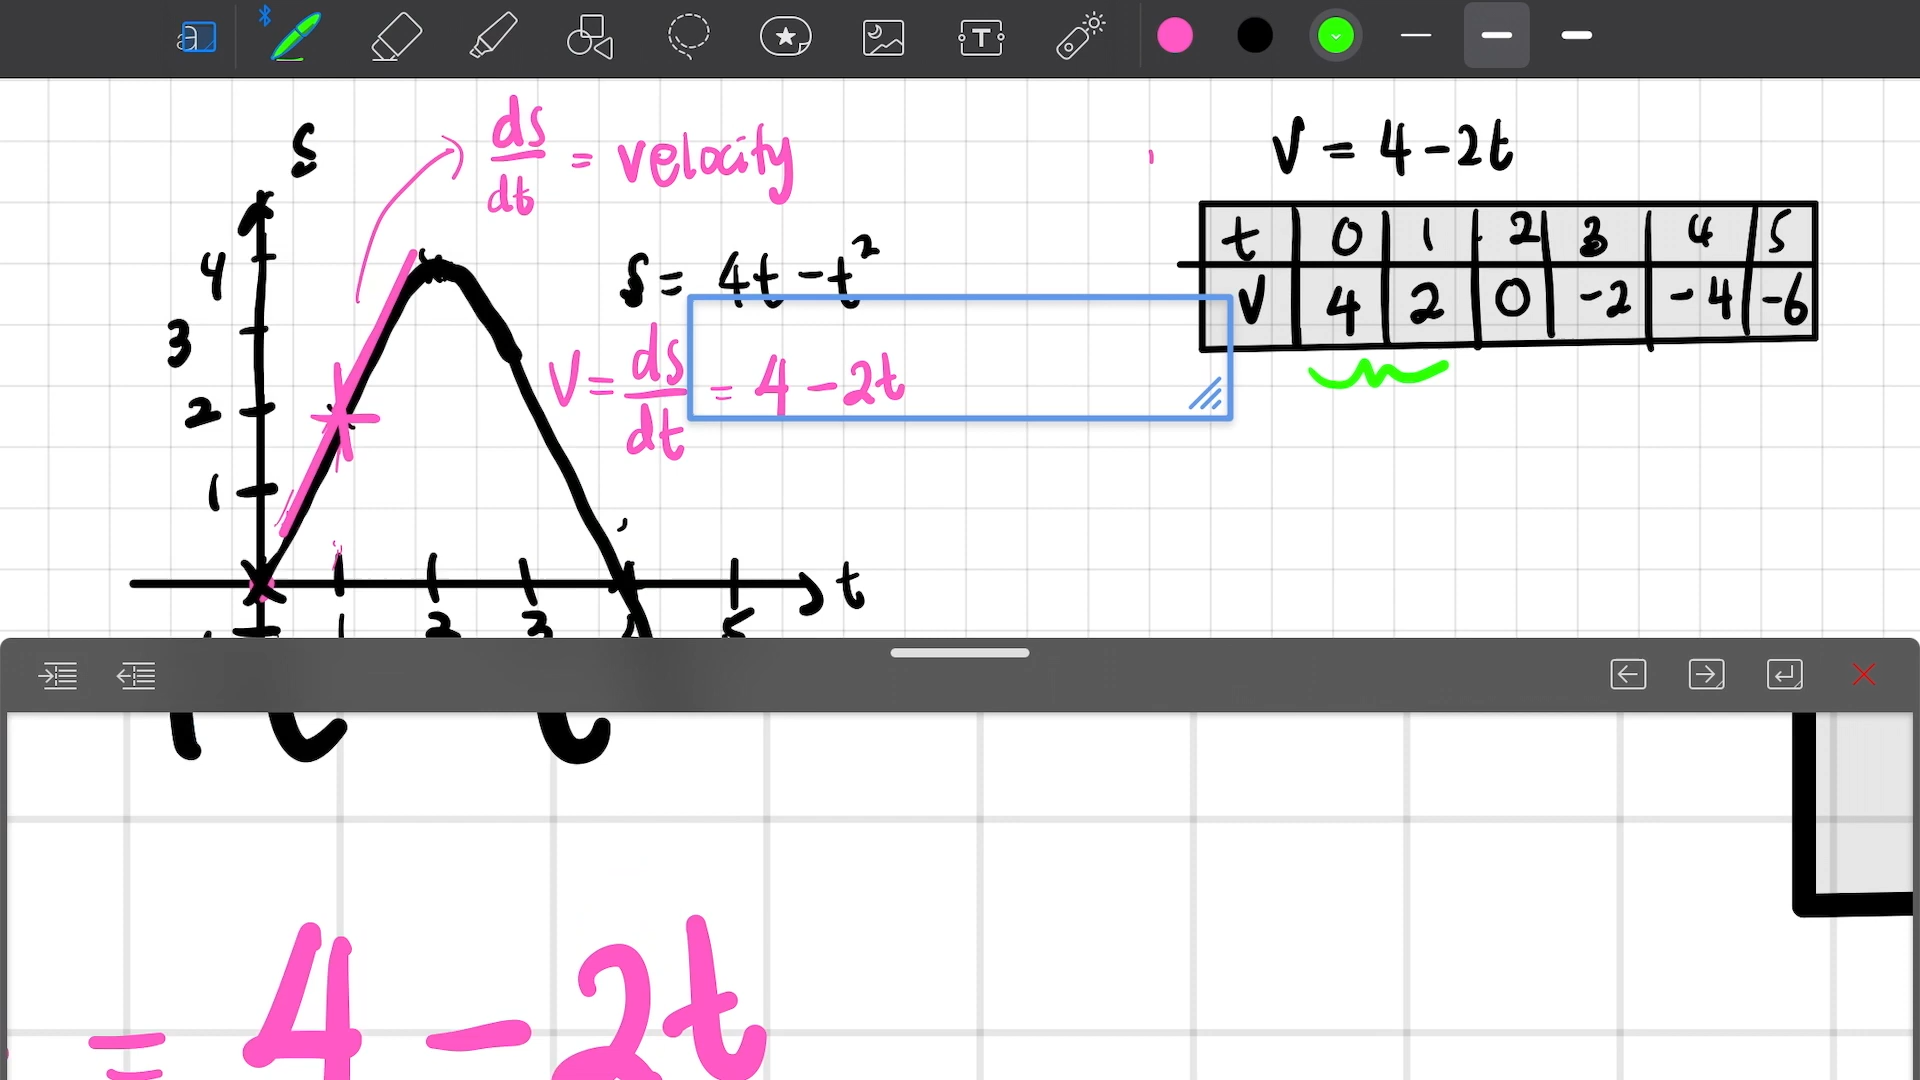 S
ds/dt = velocity
V = 4 - 2t
t 0 1 2 3 4 5
V 4 2 0 -2 -4 -6
S = 4t - t²
V = ds/dt = 4 - 2t
4
3
2
1
t
1 2 3 5
= 4 - 2t